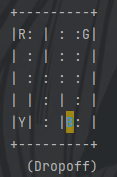 +---------+
|R: | : :G|
| : | : : |
| : : : : |
| | : | : |
|Y| : |B: |
+---------+
(Dropoff)